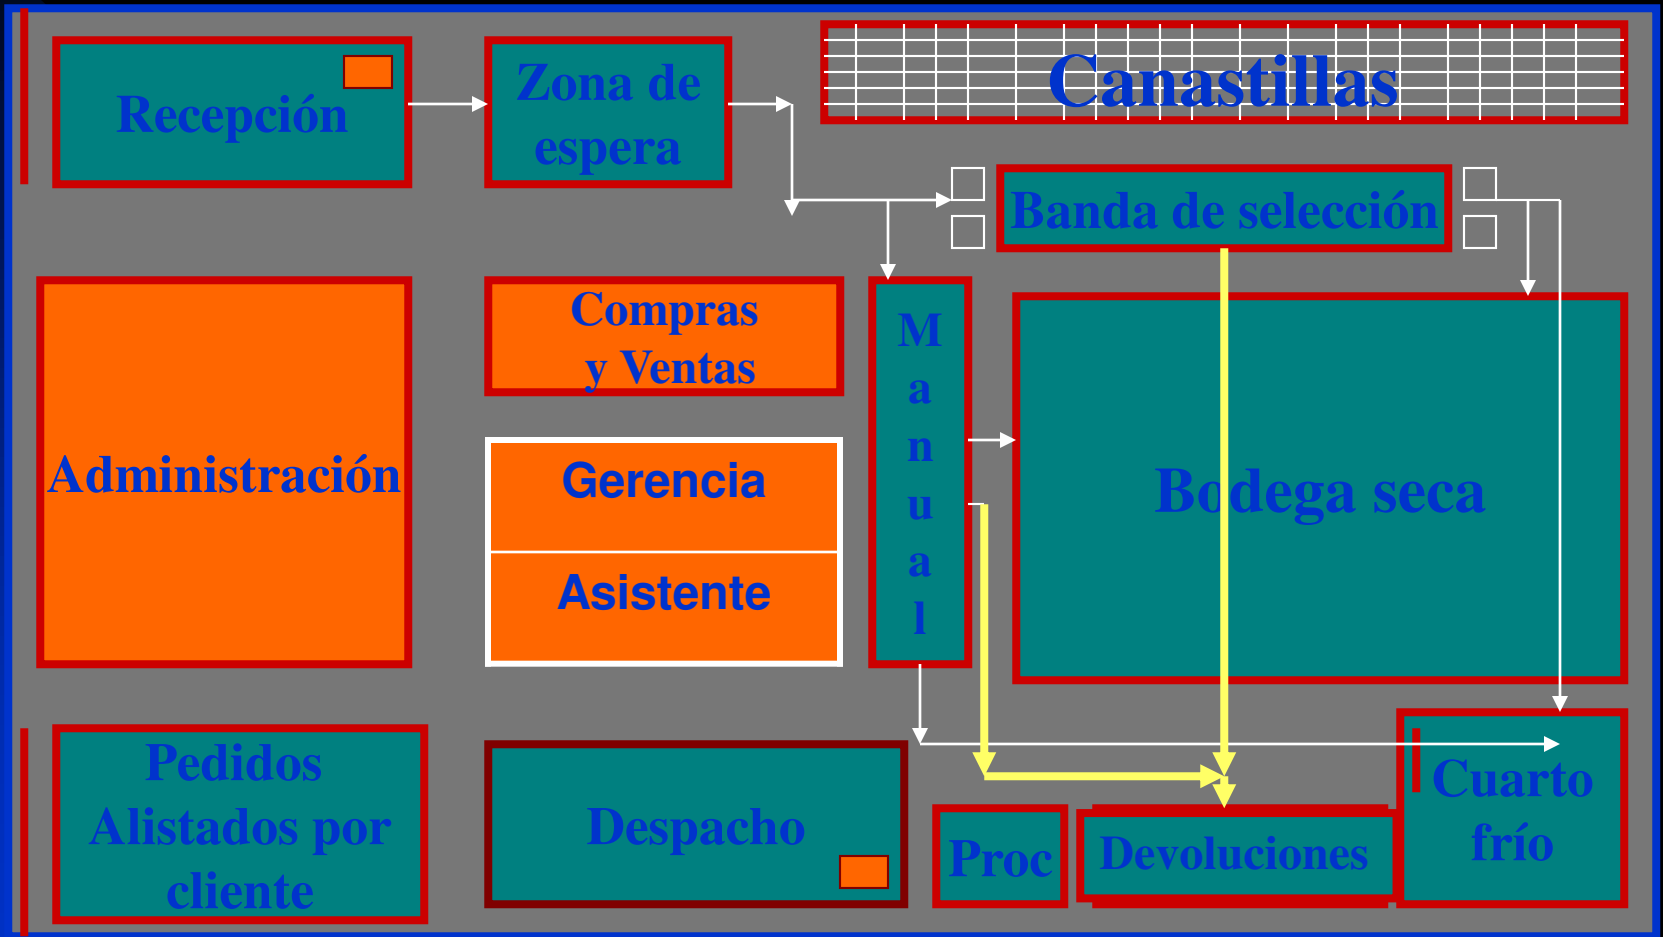 Recepción
Zona de
espera
Canastillas
Banda de selección
Administración
Compras
y Ventas
Gerencia
Asistente
M
a
n
u
a
l
Bodega seca
Pedidos
Alistados por
cliente
Despacho
Proc
Devoluciones
Cuarto
frío